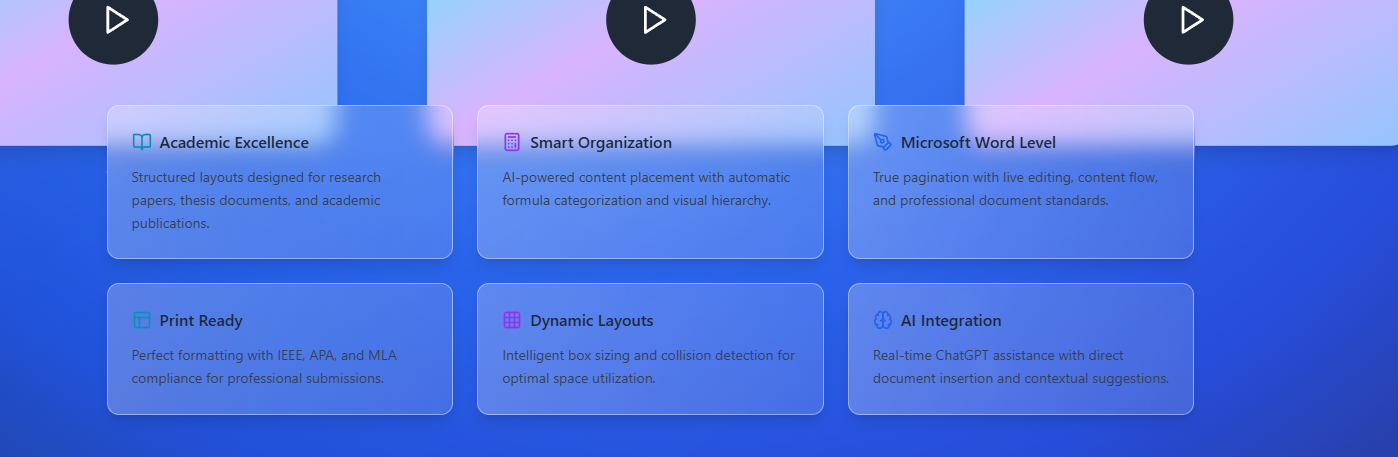 Academic Excellence
Structured layouts designed for research
papers, thesis documents, and academic
publications.
Smart Organization
AI-powered content placement with automatic
formula categorization and visual hierarchy.
Microsoft Word Level
True pagination with live editing, content flow,
and professional document standards.
Print Ready
Perfect formatting with IEEE, APA, and MLA
compliance for professional submissions.
Dynamic Layouts
Intelligent box sizing and collision detection for
optimal space utilization.
AI Integration
Real-time ChatGPT assistance with direct
document insertion and contextual suggestions.